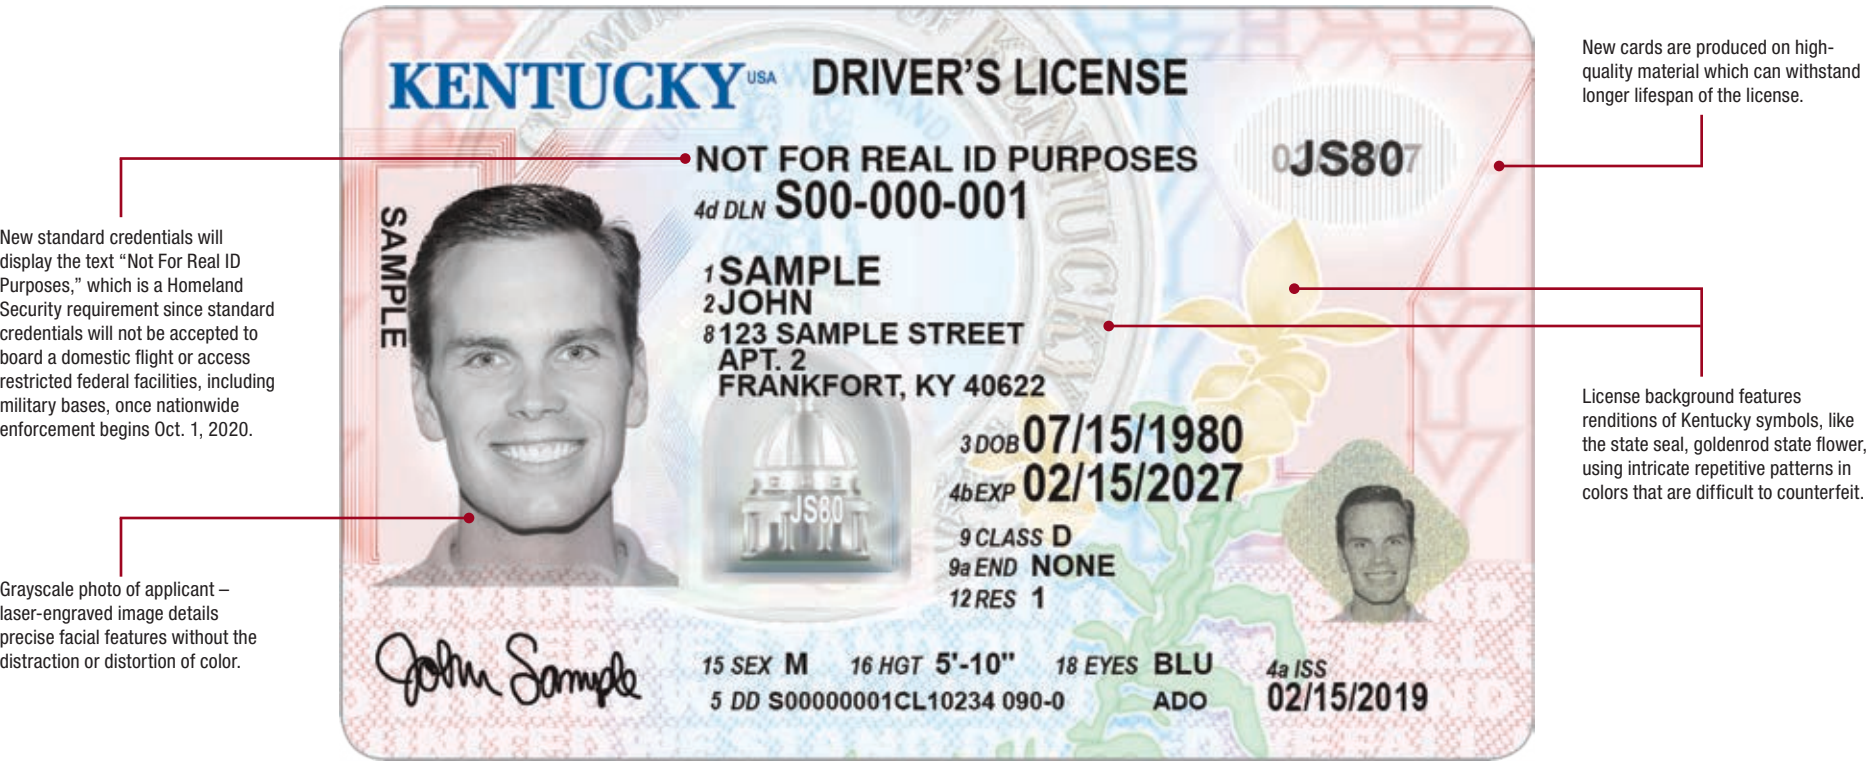 KENTUCKY USA DRIVER'S LICENSE
NOT FOR REAL ID PURPOSES
4d DLN S00-000-001
JS80
SAMPLE
1 SAMPLE
2 JOHN
8 123 SAMPLE STREET
APT. 2
FRANKFORT, KY 40622
3 DOB 07/15/1980
4b EXP 02/15/2027
JS80
9 CLASS D
9a END NONE
12 RES 1
John Sample
15 SEX M 16 HGT 5'-10" 18 EYES BLU
4a ISS
5 DD S00000001CL10234 090-0 ADO
02/15/2019
New standard credentials will
display the text “Not For Real ID
Purposes,” which is a Homeland
Security requirement since standard
credentials will not be accepted to
board a domestic flight or access
restricted federal facilities, including
military bases, once nationwide
enforcement begins Oct. 1, 2020.
Grayscale photo of applicant –
laser-engraved image details
precise facial features without the
distraction or distortion of color.
New cards are produced on high-
quality material which can withstand
longer lifespan of the license.
License background features
renditions of Kentucky symbols, like
the state seal, goldenrod state flower,
using intricate repetitive patterns in
colors that are difficult to counterfeit.